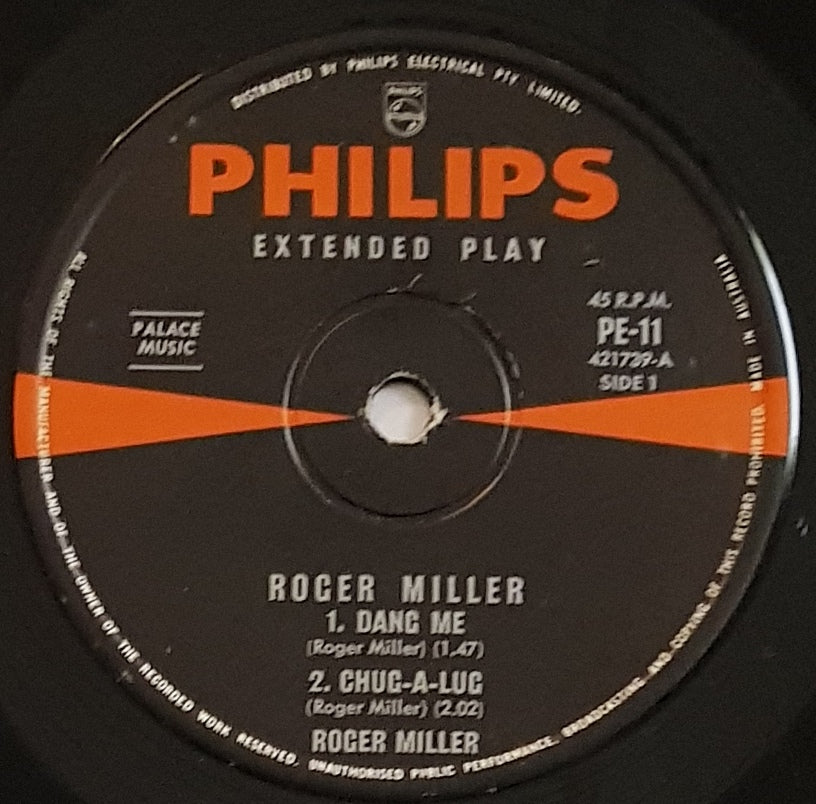 DISTRIBUTED BY PHILIPS ELECTRICAL PTY LIMITED.
PHILIPS
PHILIPS
EXTENDED PLAY
PALACE
MUSIC
45 R.P.M.
PE-11
421739-A
SIDE 1
ROGER MILLER
1. DANG ME
(Roger Miller) (1.47)
2. CHUG-A-LUG
(Roger Miller) (2.02)
ROGER MILLER
ALL RIGHTS OF THE MANUFACTURER AND OF THE OWNER OF THE RECORDED WORK RESERVED. UNAUTHORISED PUBLIC PERFORMANCE, BROADCASTING AND COPYING OF THIS RECORD PROHIBITED. MADE IN AUSTRALIA